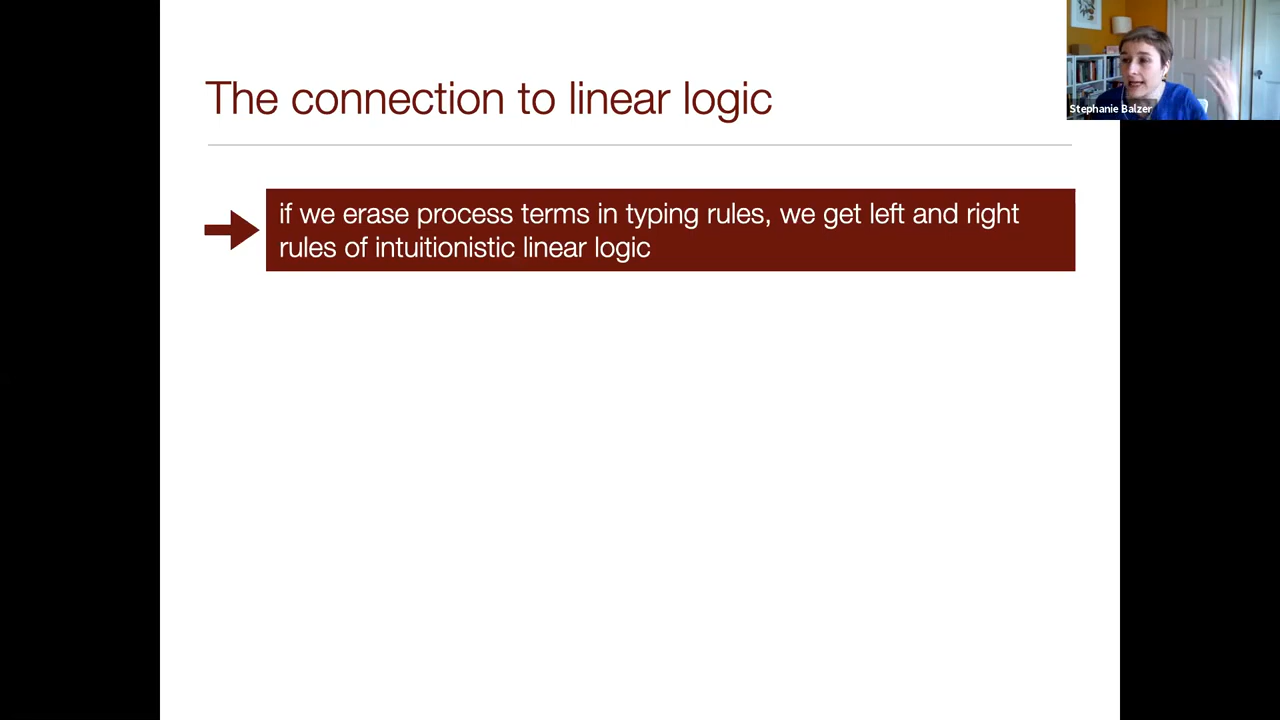 The connection to linear logic
Stephanie Balzer
if we erase process terms in typing rules, we get left and right
rules of intuitionistic linear logic